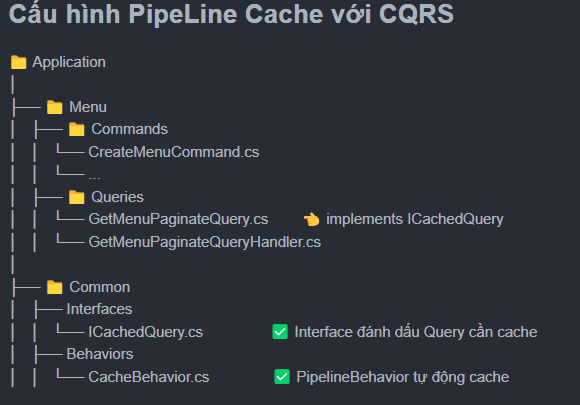 Cấu hình PipeLine Cache với CQRS
📁 Application
│
├── 📁 Menu
│ ├── 📁 Commands
│ │ └── CreateMenuCommand.cs
│ │ └── ...
│ ├── 📁 Queries
│ │ └── GetMenuPaginateQuery.cs 👈 implements ICachedQuery
│ │ └── GetMenuPaginateQueryHandler.cs
│
├── 📁 Common
│ ├── Interfaces
│ │ └── ICachedQuery.cs ✅ Interface đánh dấu Query cần cache
│ ├── Behaviors
│ │ └── CacheBehavior.cs ✅ PipelineBehavior tự động cache